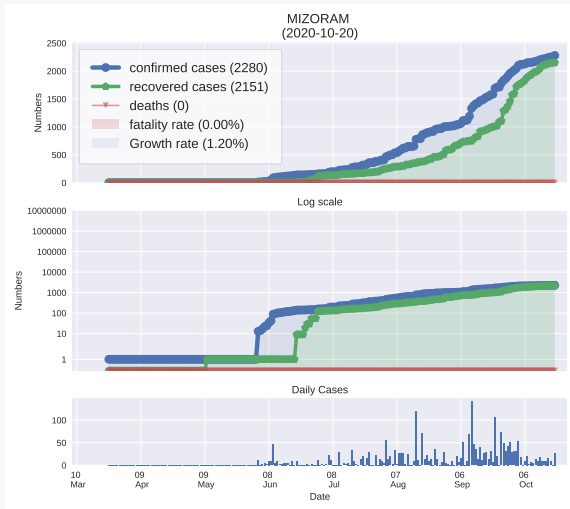 MIZORAM
(2020-10-20)
2500
2000
1500
1000
500
0
Numbers
confirmed cases (2280)
recovered cases (2151)
deaths (0)
fatality rate (0.00%)
Growth rate (1.20%)
Log scale
10000000
1000000
100000
10000
1000
100
10
1
Numbers
Daily Cases
100
50
0
10 09 09 08 08 07 06 06
Mar Apr May Jun Jul Aug Sep Oct
Date